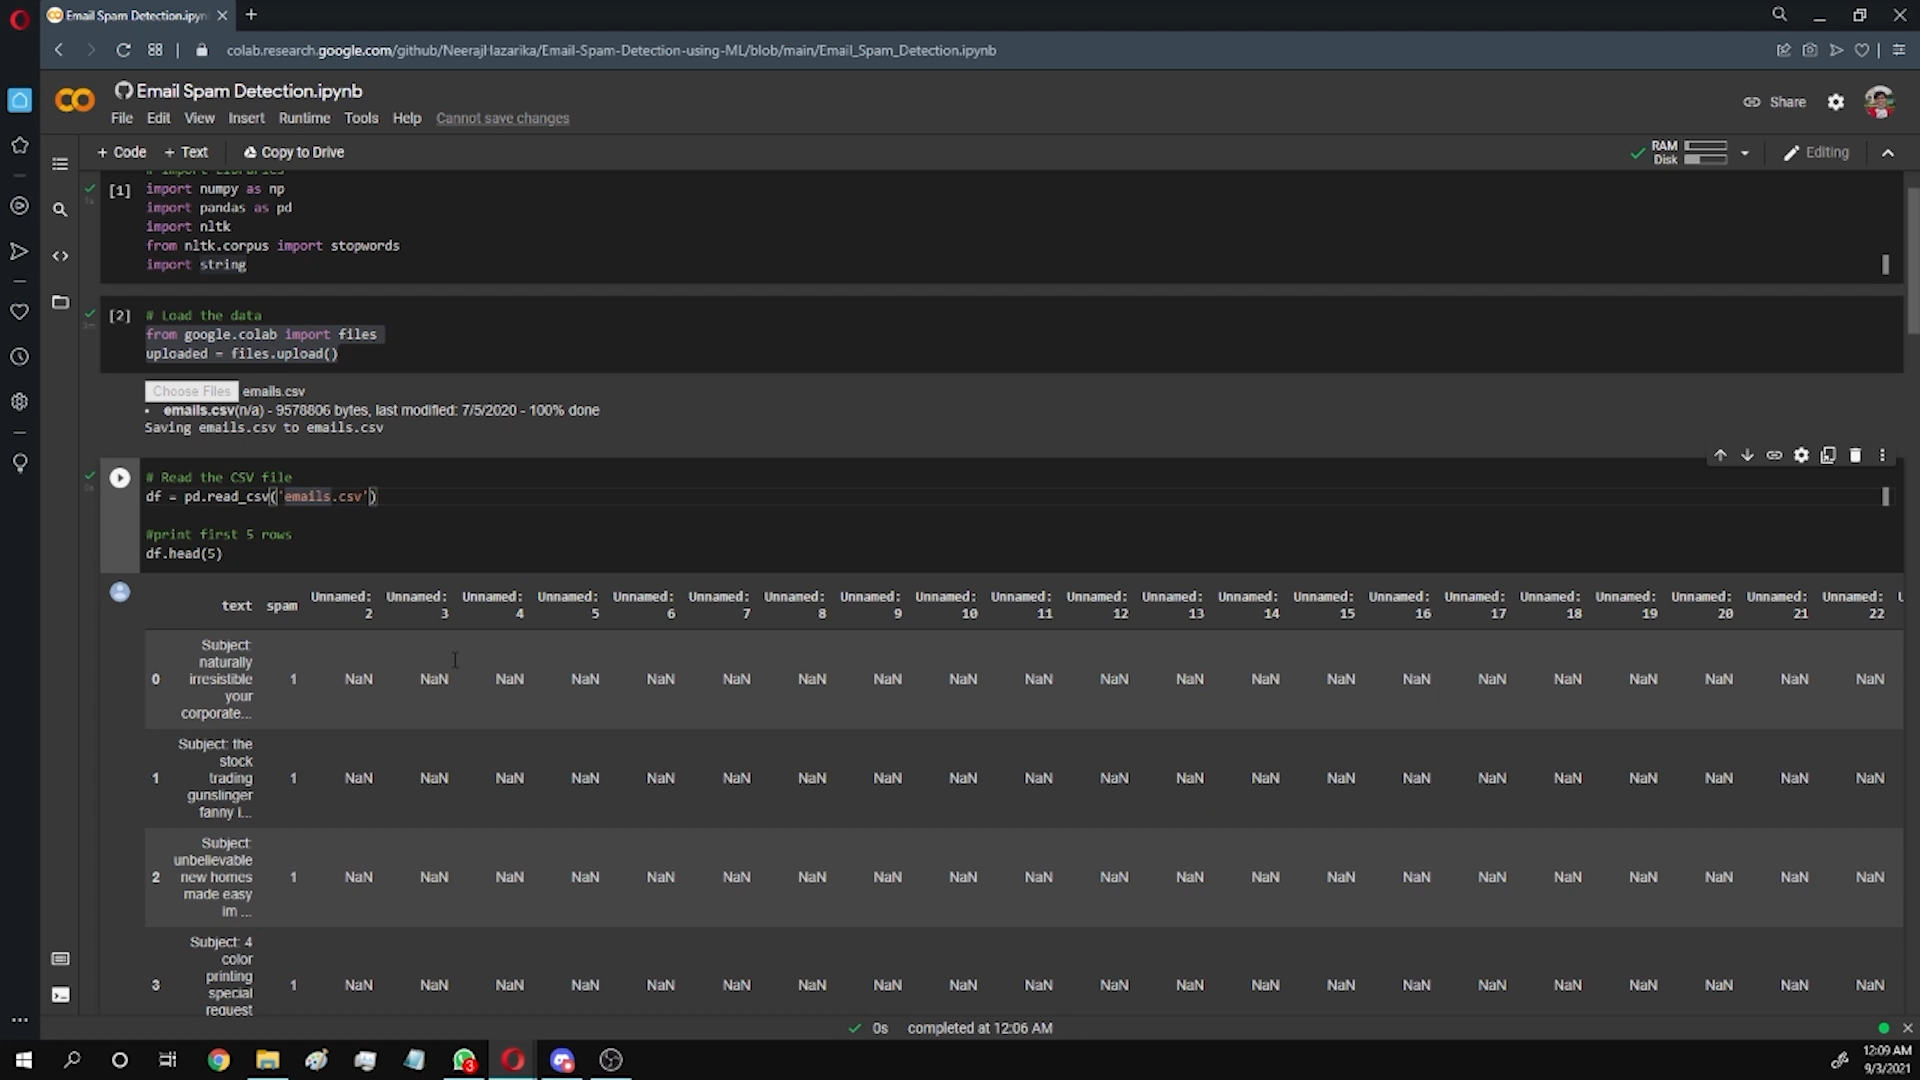 Email Spam Detection.ipyn
colab.research.google.com/github/NeerajHazarika/Email-Spam-Detection-using-ML/blob/main/Email_Spam_Detection.ipynb
Email Spam Detection.ipynb
Share
File Edit View Insert Runtime Tools Help Cannot save changes
+ Code + Text Copy to Drive
RAM
Disk
Editing
# Import Libraries
[1] import numpy as np
import pandas as pd
import nltk
from nltk.corpus import stopwords
import string
[2] # Load the data
from google.colab import files
uploaded = files.upload()
Choose Files emails.csv
• emails.csv(n/a) - 9578806 bytes, last modified: 7/5/2020 - 100% done
Saving emails.csv to emails.csv
# Read the CSV file
df = pd.read_csv('emails.csv')
#print first 5 rows
df.head(5)
text spam Unnamed: 2 Unnamed: 3 Unnamed: 4 Unnamed: 5 Unnamed: 6 Unnamed: 7 Unnamed: 8 Unnamed: 9 Unnamed: 10 Unnamed: 11 Unnamed: 12 Unnamed: 13 Unnamed: 14 Unnamed: 15 Unnamed: 16 Unnamed: 17 Unnamed: 18 Unnamed: 19 Unnamed: 20 Unnamed: 21 Unnamed: 22
Subject:
naturally
0 irresistible 1 NaN NaN NaN NaN NaN NaN NaN NaN NaN NaN NaN NaN NaN NaN NaN NaN NaN NaN NaN NaN NaN
your
corporate...
Subject: the
stock
1 trading 1 NaN NaN NaN NaN NaN NaN NaN NaN NaN NaN NaN NaN NaN NaN NaN NaN NaN NaN NaN NaN NaN
gunslinger
fanny i...
Subject:
unbelievable
2 new homes 1 NaN NaN NaN NaN NaN NaN NaN NaN NaN NaN NaN NaN NaN NaN NaN NaN NaN NaN NaN NaN NaN
made easy
im ...
Subject: 4
color
printing
3 special 1 NaN NaN NaN NaN NaN NaN NaN NaN NaN NaN NaN NaN NaN NaN NaN NaN NaN NaN NaN NaN NaN
request
0s completed at 12:06 AM
3
12:09 AM
9/3/2021